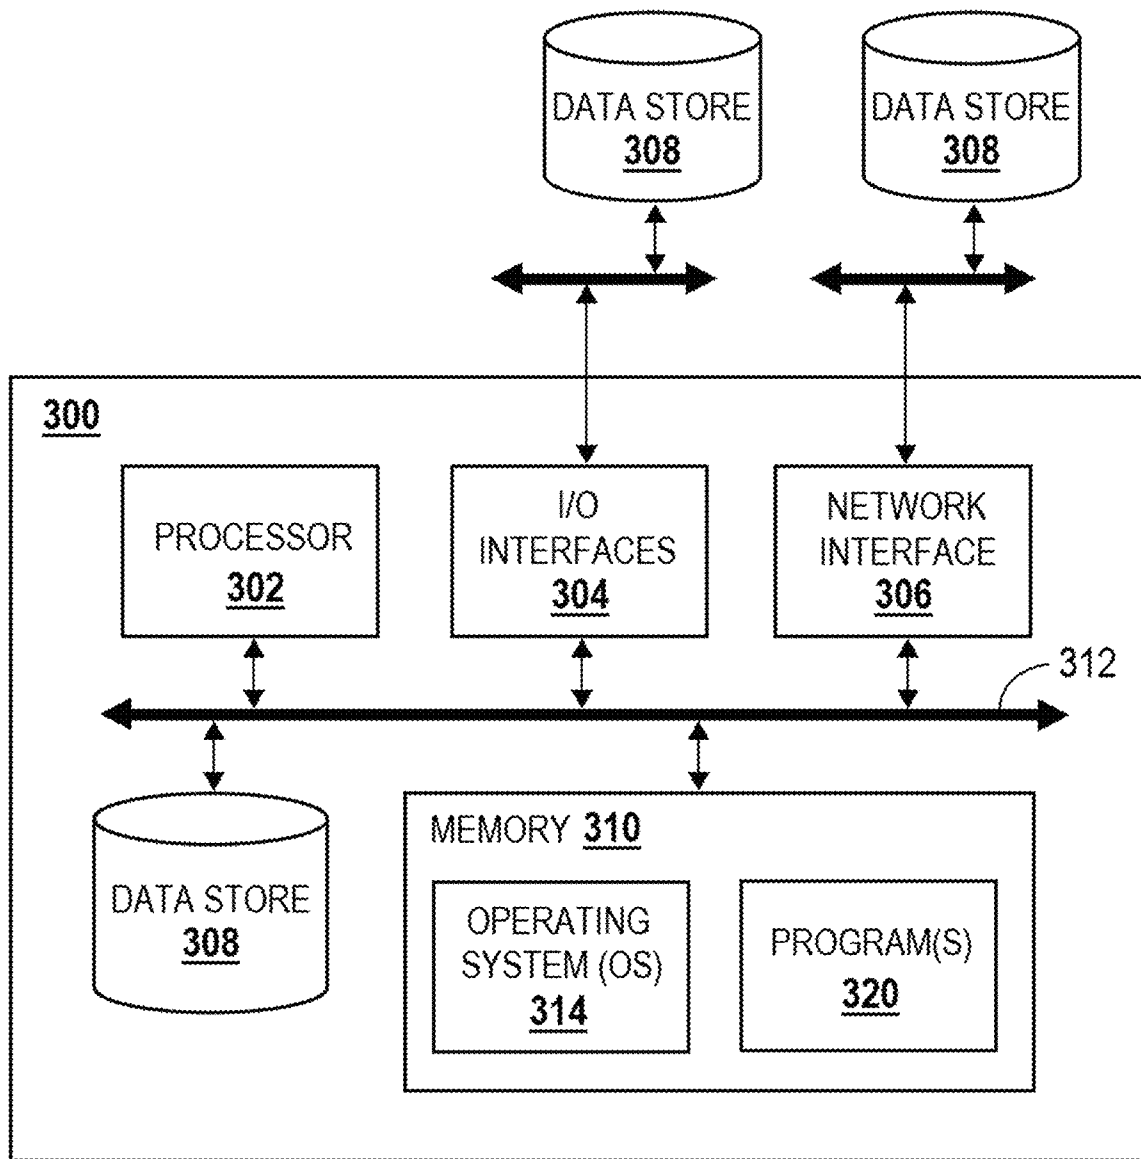 DATA STORE
308
DATA STORE
308
300
PROCESSOR
302
I/O
INTERFACES
304
NETWORK
INTERFACE
306
312
DATA STORE
308
MEMORY 310
OPERATING
SYSTEM (OS)
314
PROGRAM(S)
320